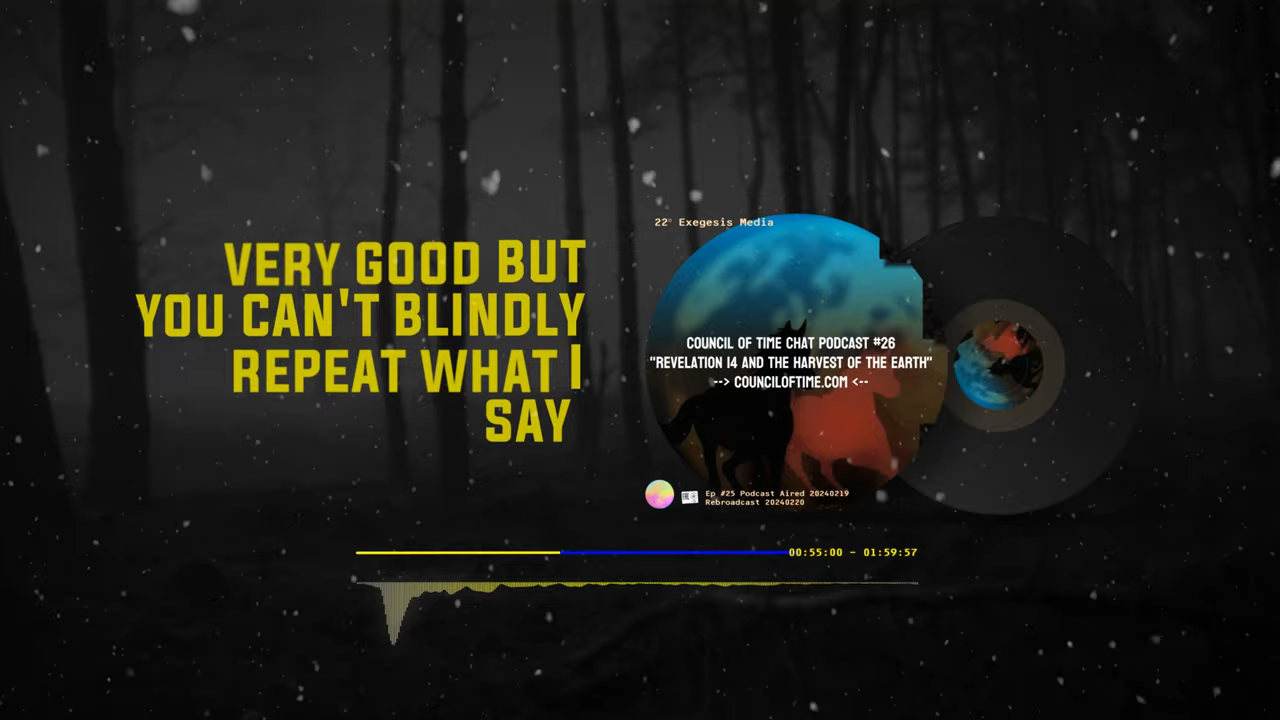 VERY GOOD BUT
YOU CAN'T BLINDLY
REPEAT WHAT I
SAY
22° Exegesis Media
COUNCIL OF TIME CHAT PODCAST #26
"REVELATION 14 AND THE HARVEST OF THE EARTH"
--> COUNCILOFTIME.COM <--
Ep #25 Podcast Aired 20240219
Rebroadcast 20240220
00:55:00 - 01:59:57